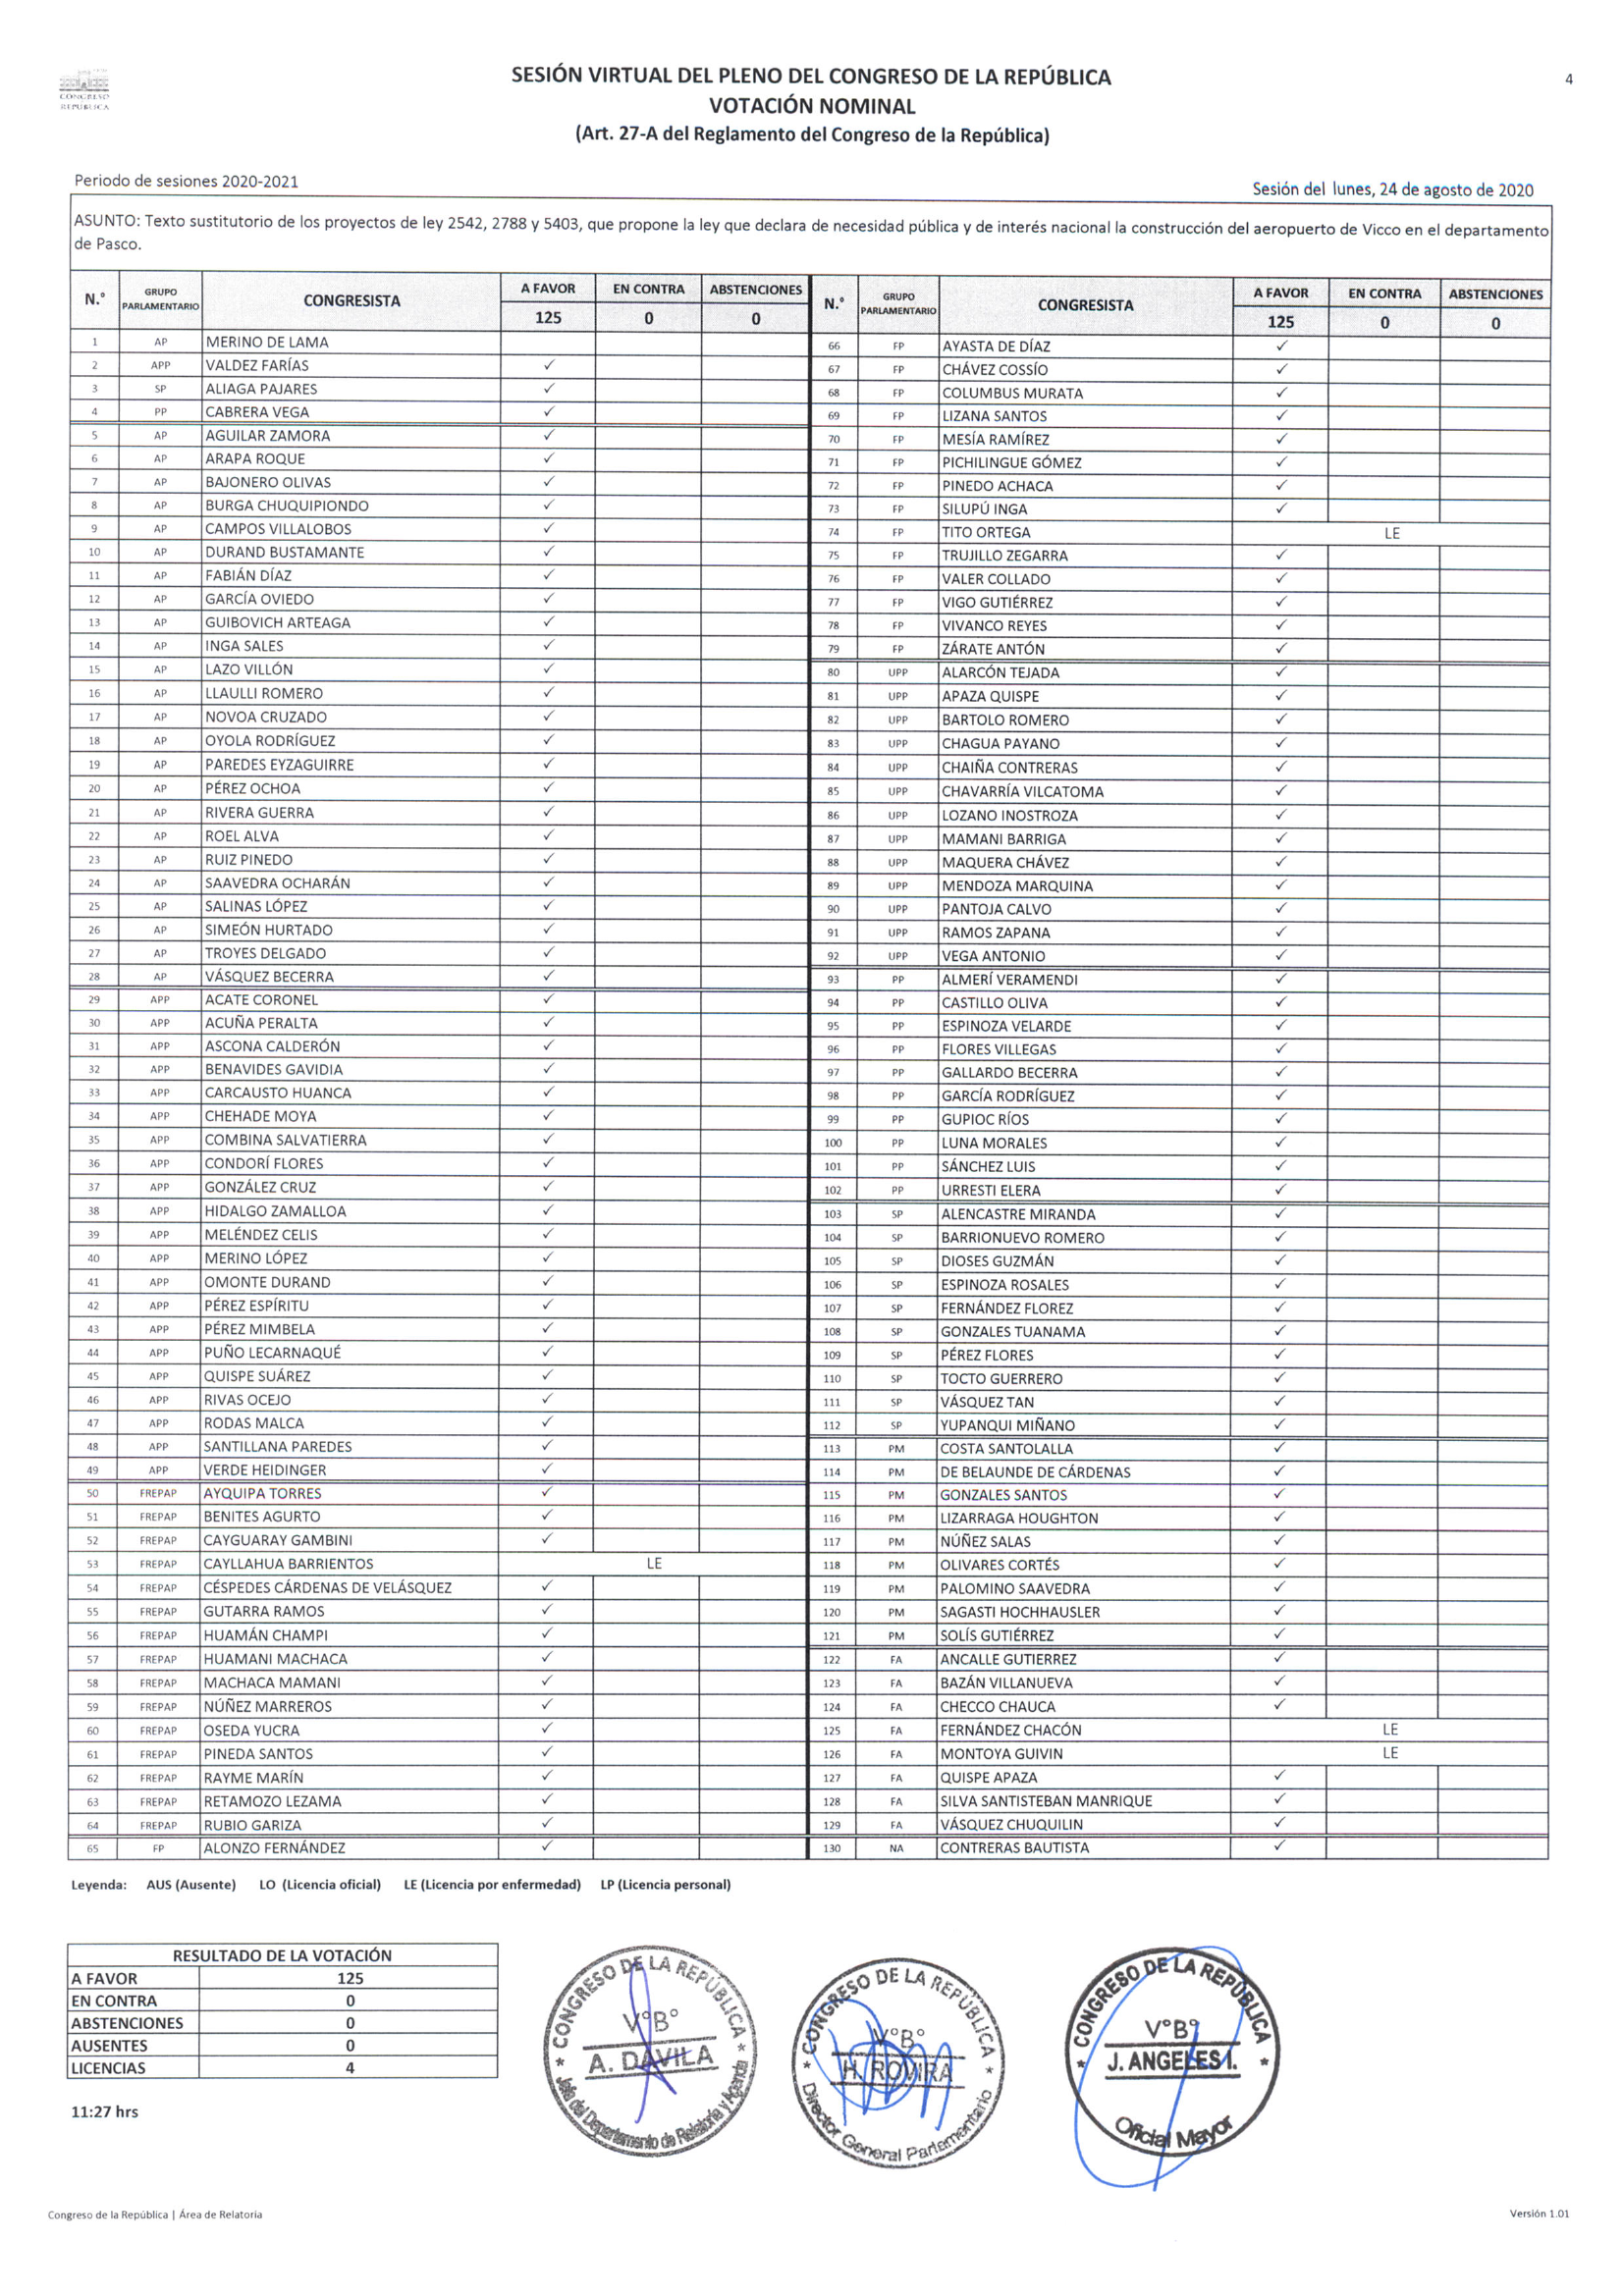 CONGRESO
REPÚBLICA
SESIÓN VIRTUAL DEL PLENO DEL CONGRESO DE LA REPÚBLICA
VOTACIÓN NOMINAL
(Art. 27-A del Reglamento del Congreso de la República)
4
Periodo de sesiones 2020-2021
Sesión del lunes, 24 de agosto de 2020
ASUNTO: Texto sustitutorio de los proyectos de ley 2542, 2788 y 5403, que propone la ley que declara de necesidad pública y de interés nacional la construcción del aeropuerto de Vicco en el departamento
de Pasco.
N.° GRUPO PARLAMENTARIO CONGRESISTA A FAVOR EN CONTRA ABSTENCIONES
125 0 0
1 AP MERINO DE LAMA
2 APP VALDEZ FARÍAS ✓
3 SP ALIAGA PAJARES ✓
4 PP CABRERA VEGA ✓
5 AP AGUILAR ZAMORA ✓
6 AP ARAPA ROQUE ✓
7 AP BAJONERO OLIVAS ✓
8 AP BURGA CHUQUIPIONDO ✓
9 AP CAMPOS VILLALOBOS ✓
10 AP DURAND BUSTAMANTE ✓
11 AP FABIÁN DÍAZ ✓
12 AP GARCÍA OVIEDO ✓
13 AP GUIBOVICH ARTEAGA ✓
14 AP INGA SALES ✓
15 AP LAZO VILLÓN ✓
16 AP LLAULLI ROMERO ✓
17 AP NOVOA CRUZADO ✓
18 AP OYOLA RODRÍGUEZ ✓
19 AP PAREDES EYZAGUIRRE ✓
20 AP PÉREZ OCHOA ✓
21 AP RIVERA GUERRA ✓
22 AP ROEL ALVA ✓
23 AP RUIZ PINEDO ✓
24 AP SAAVEDRA OCHARÁN ✓
25 AP SALINAS LÓPEZ ✓
26 AP SIMEÓN HURTADO ✓
27 AP TROYES DELGADO ✓
28 AP VÁSQUEZ BECERRA ✓
29 APP ACATE CORONEL ✓
30 APP ACUÑA PERALTA ✓
31 APP ASCONA CALDERÓN ✓
32 APP BENAVIDES GAVIDIA ✓
33 APP CARCAUSTO HUANCA ✓
34 APP CHEHADE MOYA ✓
35 APP COMBINA SALVATIERRA ✓
36 APP CONDORÍ FLORES ✓
37 APP GONZÁLEZ CRUZ ✓
38 APP HIDALGO ZAMALLOA ✓
39 APP MELÉNDEZ CELIS ✓
40 APP MERINO LÓPEZ ✓
41 APP OMONTE DURAND ✓
42 APP PÉREZ ESPÍRITU ✓
43 APP PÉREZ MIMBELA ✓
44 APP PUÑO LECARNAQUÉ ✓
45 APP QUISPE SUÁREZ ✓
46 APP RIVAS OCEJO ✓
47 APP RODAS MALCA ✓
48 APP SANTILLANA PAREDES ✓
49 APP VERDE HEIDINGER ✓
50 FREPAP AYQUIPA TORRES ✓
51 FREPAP BENITES AGURTO ✓
52 FREPAP CAYGUARAY GAMBINI ✓
53 FREPAP CAYLLAHUA BARRIENTOS LE
54 FREPAP CÉSPEDES CÁRDENAS DE VELÁSQUEZ ✓
55 FREPAP GUTARRA RAMOS ✓
56 FREPAP HUAMÁN CHAMPI ✓
57 FREPAP HUAMANI MACHACA ✓
58 FREPAP MACHACA MAMANI ✓
59 FREPAP NÚÑEZ MARREROS ✓
60 FREPAP OSEDA YUCRA ✓
61 FREPAP PINEDA SANTOS ✓
62 FREPAP RAYME MARÍN ✓
63 FREPAP RETAMOZO LEZAMA ✓
64 FREPAP RUBIO GARIZA ✓
65 FP ALONZO FERNÁNDEZ ✓
N.° GRUPO PARLAMENTARIO CONGRESISTA A FAVOR EN CONTRA ABSTENCIONES
125 0 0
66 FP AYASTA DE DÍAZ ✓
67 FP CHÁVEZ COSSÍO ✓
68 FP COLUMBUS MURATA ✓
69 FP LIZANA SANTOS ✓
70 FP MESÍA RAMÍREZ ✓
71 FP PICHILINGUE GÓMEZ ✓
72 FP PINEDO ACHACA ✓
73 FP SILUPÚ INGA ✓
74 FP TITO ORTEGA LE
75 FP TRUJILLO ZEGARRA ✓
76 FP VALER COLLADO ✓
77 FP VIGO GUTIÉRREZ ✓
78 FP VIVANCO REYES ✓
79 FP ZÁRATE ANTÓN ✓
80 UPP ALARCÓN TEJADA ✓
81 UPP APAZA QUISPE ✓
82 UPP BARTOLO ROMERO ✓
83 UPP CHAGUA PAYANO ✓
84 UPP CHAIÑA CONTRERAS ✓
85 UPP CHAVARRÍA VILCATOMA ✓
86 UPP LOZANO INOSTROZA ✓
87 UPP MAMANI BARRIGA ✓
88 UPP MAQUERA CHÁVEZ ✓
89 UPP MENDOZA MARQUINA ✓
90 UPP PANTOJA CALVO ✓
91 UPP RAMOS ZAPANA ✓
92 UPP VEGA ANTONIO ✓
93 PP ALMERÍ VERAMENDI ✓
94 PP CASTILLO OLIVA ✓
95 PP ESPINOZA VELARDE ✓
96 PP FLORES VILLEGAS ✓
97 PP GALLARDO BECERRA ✓
98 PP GARCÍA RODRÍGUEZ ✓
99 PP GUPIOC RÍOS ✓
100 PP LUNA MORALES ✓
101 PP SÁNCHEZ LUIS ✓
102 PP URRESTI ELERA ✓
103 SP ALENCASTRE MIRANDA ✓
104 SP BARRIONUEVO ROMERO ✓
105 SP DIOSES GUZMÁN ✓
106 SP ESPINOZA ROSALES ✓
107 SP FERNÁNDEZ FLOREZ ✓
108 SP GONZALES TUANAMA ✓
109 SP PÉREZ FLORES ✓
110 SP TOCTO GUERRERO ✓
111 SP VÁSQUEZ TAN ✓
112 SP YUPANQUI MIÑANO ✓
113 PM COSTA SANTOLALLA ✓
114 PM DE BELAUNDE DE CÁRDENAS ✓
115 PM GONZALES SANTOS ✓
116 PM LIZARRAGA HOUGHTON ✓
117 PM NÚÑEZ SALAS ✓
118 PM OLIVARES CORTÉS ✓
119 PM PALOMINO SAAVEDRA ✓
120 PM SAGASTI HOCHHAUSLER ✓
121 PM SOLÍS GUTIÉRREZ ✓
122 FA ANCALLE GUTIERREZ ✓
123 FA BAZÁN VILLANUEVA ✓
124 FA CHECCO CHAUCA ✓
125 FA FERNÁNDEZ CHACÓN LE
126 FA MONTOYA GUIVIN LE
127 FA QUISPE APAZA ✓
128 FA SILVA SANTISTEBAN MANRIQUE ✓
129 FA VÁSQUEZ CHUQUILIN ✓
130 NA CONTRERAS BAUTISTA ✓
Leyenda: AUS (Ausente) LO (Licencia oficial) LE (Licencia por enfermedad) LP (Licencia personal)
RESULTADO DE LA VOTACIÓN
A FAVOR 125
EN CONTRA 0
ABSTENCIONES 0
AUSENTES 0
LICENCIAS 4
11:27 hrs
CONGRESO DE LA REPÚBLICA
V°B°
A. DAVILA
Jefa del Departamento de Relatoría y Agenda
CONGRESO DE LA REPÚBLICA
V°B°
H. ROVIRA
Director General Parlamentario
CONGRESO DE LA REPÚBLICA
V°B°
J. ANGELES I.
Oficial Mayor
Congreso de la República | Área de Relatoria
Versión 1.01